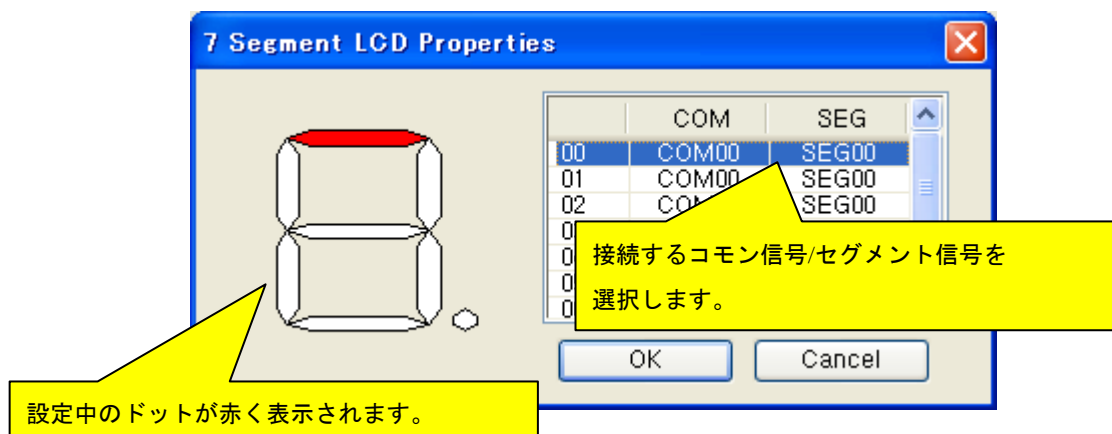 7 Segment LCD Properties
COM SEG
00 COM00 SEG00
01 COM00 SEG00
02 SEG00
接続するコモン信号/セグメント信号を
選択します。
OK Cancel
設定中のドットが赤く表示されます。